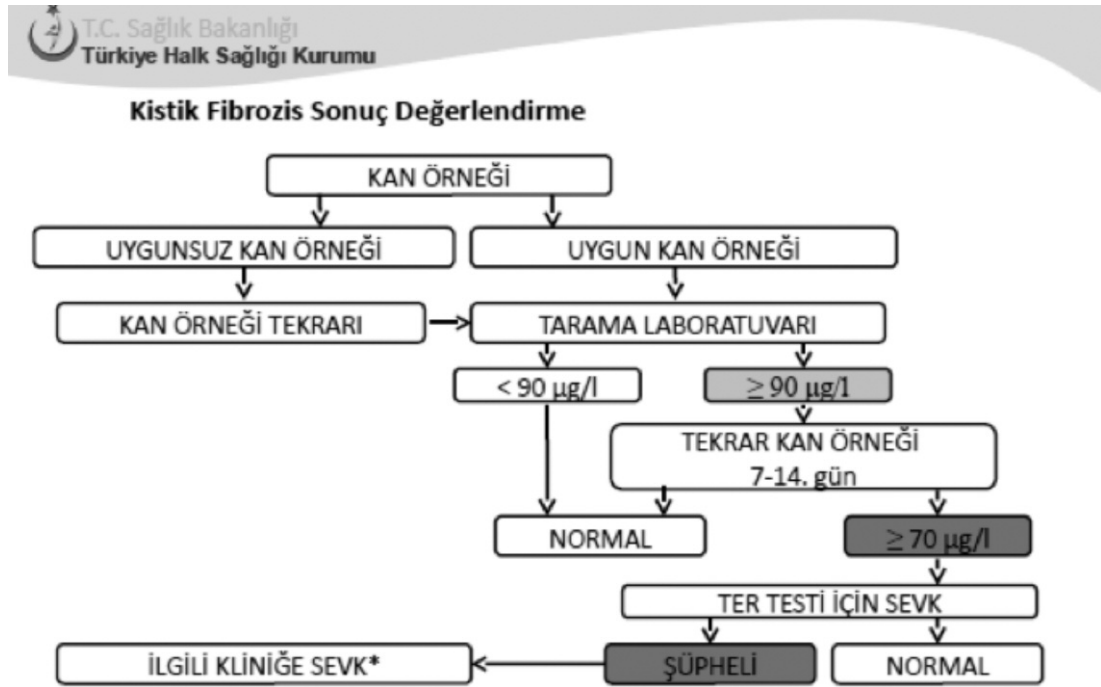 T.C. Sağlık Bakanlığı
Türkiye Halk Sağlığı Kurumu
Kistik Fibrozis Sonuç Değerlendirme
KAN ÖRNEĞİ
UYGUNSUZ KAN ÖRNEĞİ
UYGUN KAN ÖRNEĞİ
KAN ÖRNEĞİ TEKRARI
TARAMA LABORATUVARI
< 90 µg/l
≥ 90 µg/l
TEKRAR KAN ÖRNEĞİ
7-14. gün
NORMAL
≥ 70 µg/l
TER TESTİ İÇİN SEVK
İLGİLİ KLİNİĞE SEVK*
ŞÜPHELİ
NORMAL